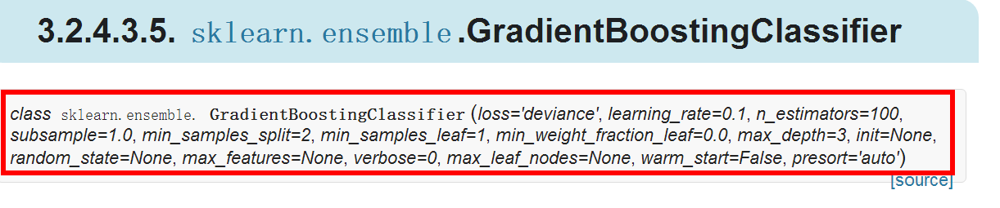 3.2.4.3.5. sklearn.ensemble.GradientBoostingClassifier
class sklearn.ensemble. GradientBoostingClassifier (loss='deviance', learning_rate=0.1, n_estimators=100,
subsample=1.0, min_samples_split=2, min_samples_leaf=1, min_weight_fraction_leaf=0.0, max_depth=3, init=None,
random_state=None, max_features=None, verbose=0, max_leaf_nodes=None, warm_start=False, presort='auto')
[source]